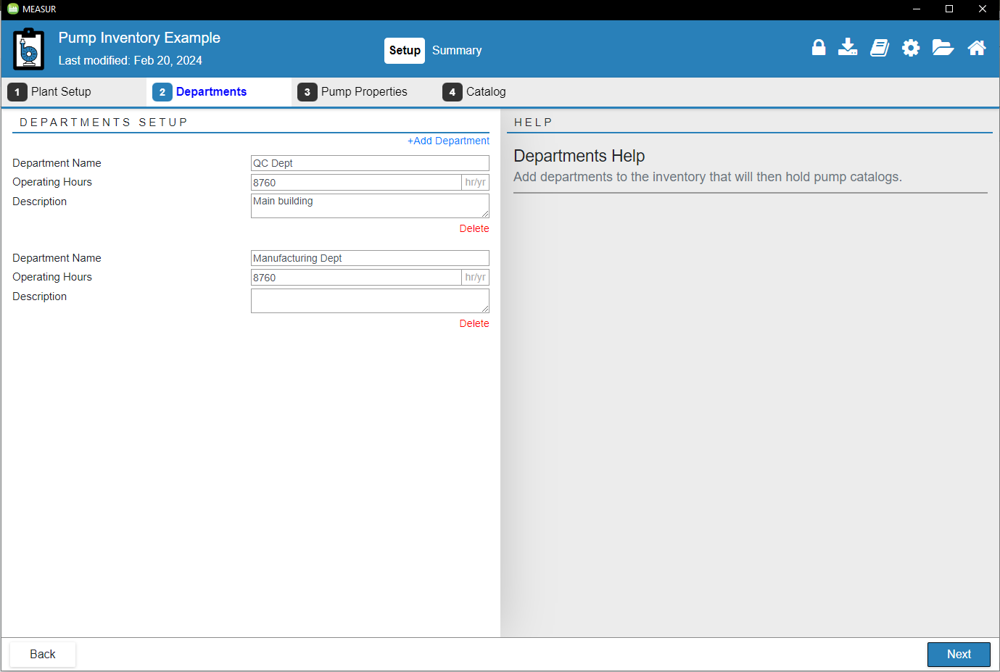 MEASUR
Pump Inventory Example
Last modified: Feb 20, 2024
Setup Summary
1 Plant Setup 2 Departments 3 Pump Properties 4 Catalog
DEPARTMENTS SETUP
+Add Department
Department Name QC Dept
Operating Hours 8760 hr/yr
Description Main building
Delete
Department Name Manufacturing Dept
Operating Hours 8760 hr/yr
Description
Delete
HELP
Departments Help
Add departments to the inventory that will then hold pump catalogs.
Back Next